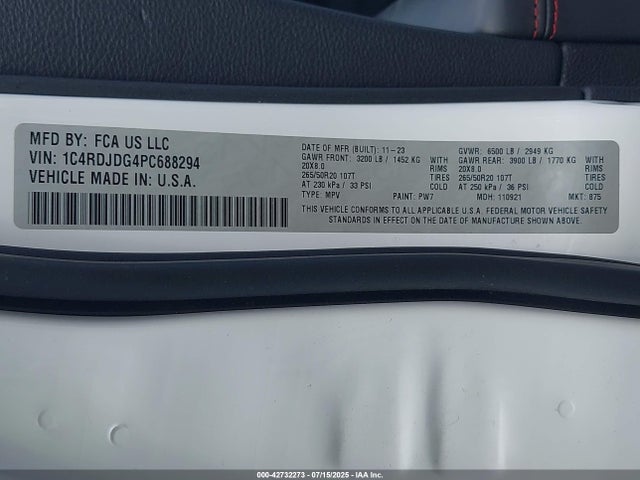 MFD BY: FCA US LLC
VIN: 1C4RDJDG4PC688294
VEHICLE MADE IN: U.S.A.
DATE OF MFR (BUILT): 11-23 GVWR: 6500 LB / 2949 KG
GAWR FRONT: 3200 LB / 1452 KG WITH GAWR REAR: 3900 LB / 1770 KG WITH
20X8.0 RIMS 20X8.0 RIMS
265/50R20 107T TIRES 265/50R20 107T TIRES
AT 230 kPa / 33 PSI COLD AT 250 kPa / 36 PSI COLD
TYPE: MPV PAINT: PW7 MDH: 110921 MKT: 875
THIS VEHICLE CONFORMS TO ALL APPLICABLE U.S.A. FEDERAL MOTOR VEHICLE SAFETY
STANDARDS IN EFFECT ON THE DATE OF MANUFACTURE SHOWN ABOVE.
000-42732273 - 07/15/2025 - IAA Inc.